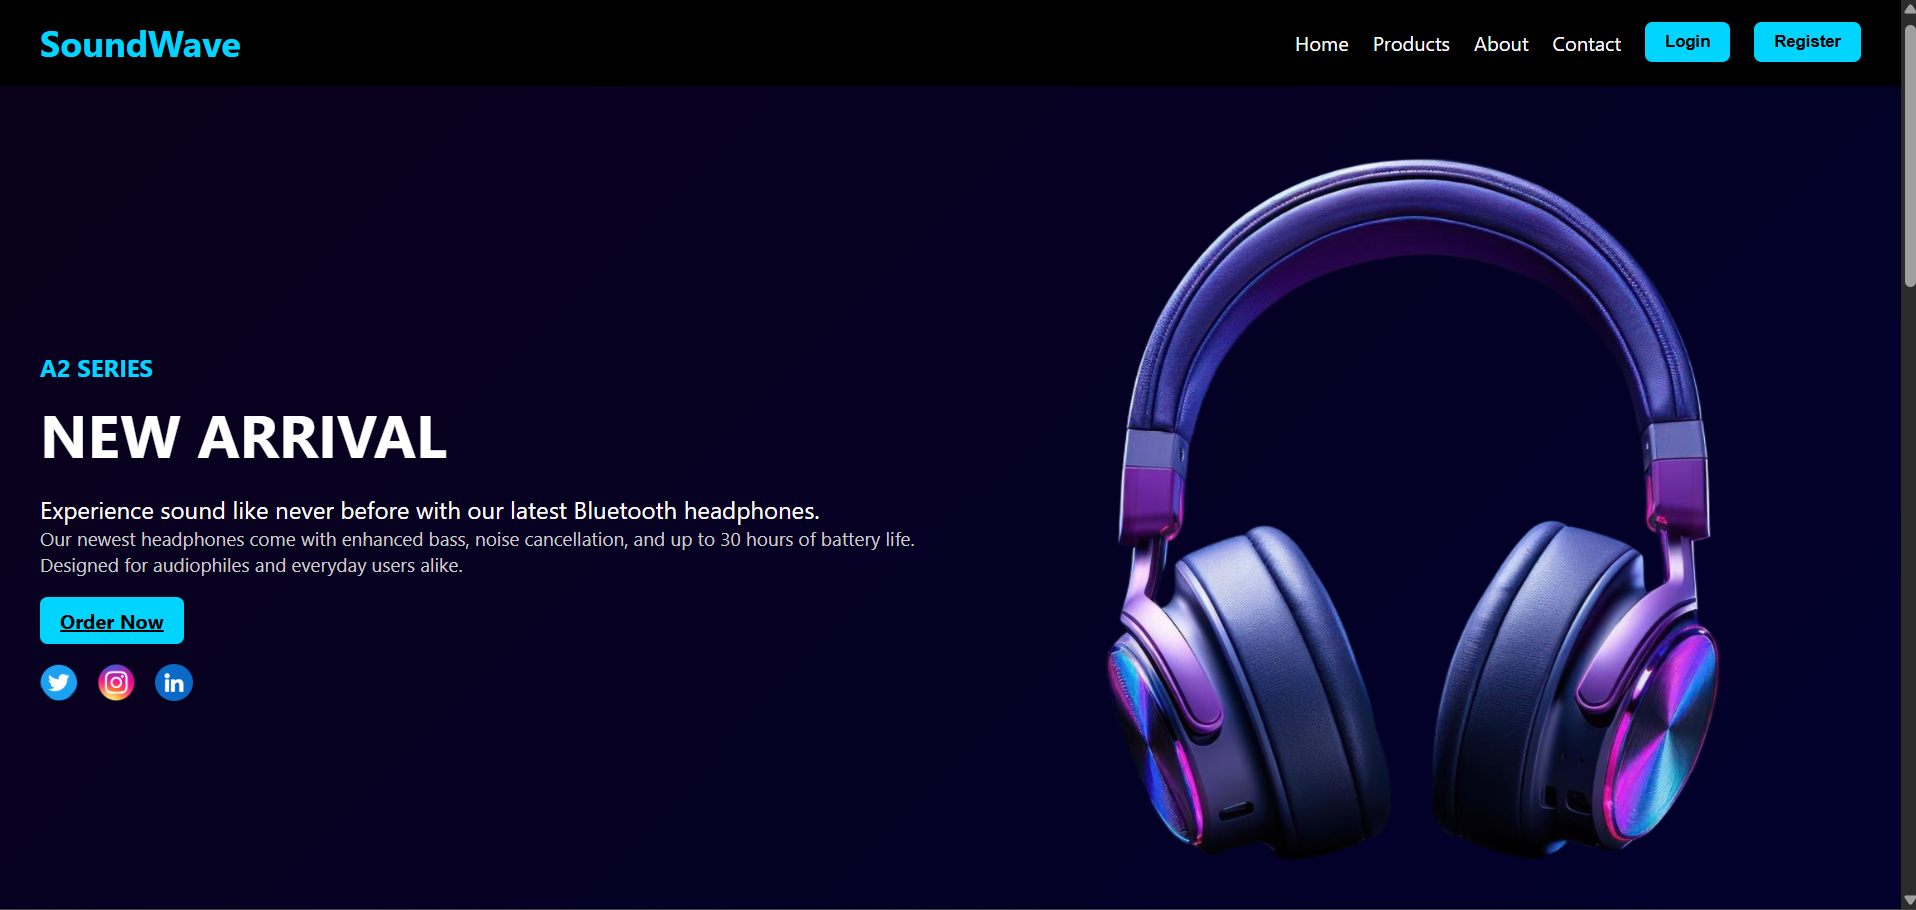 SoundWave
Home Products About Contact Login Register
A2 SERIES
NEW ARRIVAL
Experience sound like never before with our latest Bluetooth headphones.
Our newest headphones come with enhanced bass, noise cancellation, and up to 30 hours of battery life.
Designed for audiophiles and everyday users alike.
Order Now
in